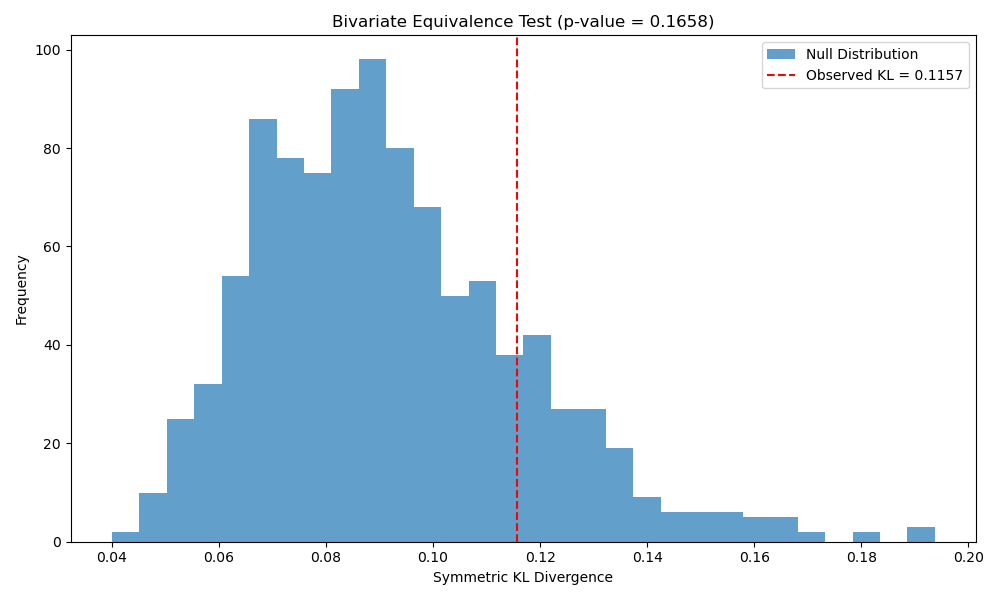 Bivariate Equivalence Test (p-value = 0.1658)
Null Distribution
Observed KL = 0.1157
Frequency
100
80
60
40
20
0
0.04 0.06 0.08 0.10 0.12 0.14 0.16 0.18 0.20
Symmetric KL Divergence